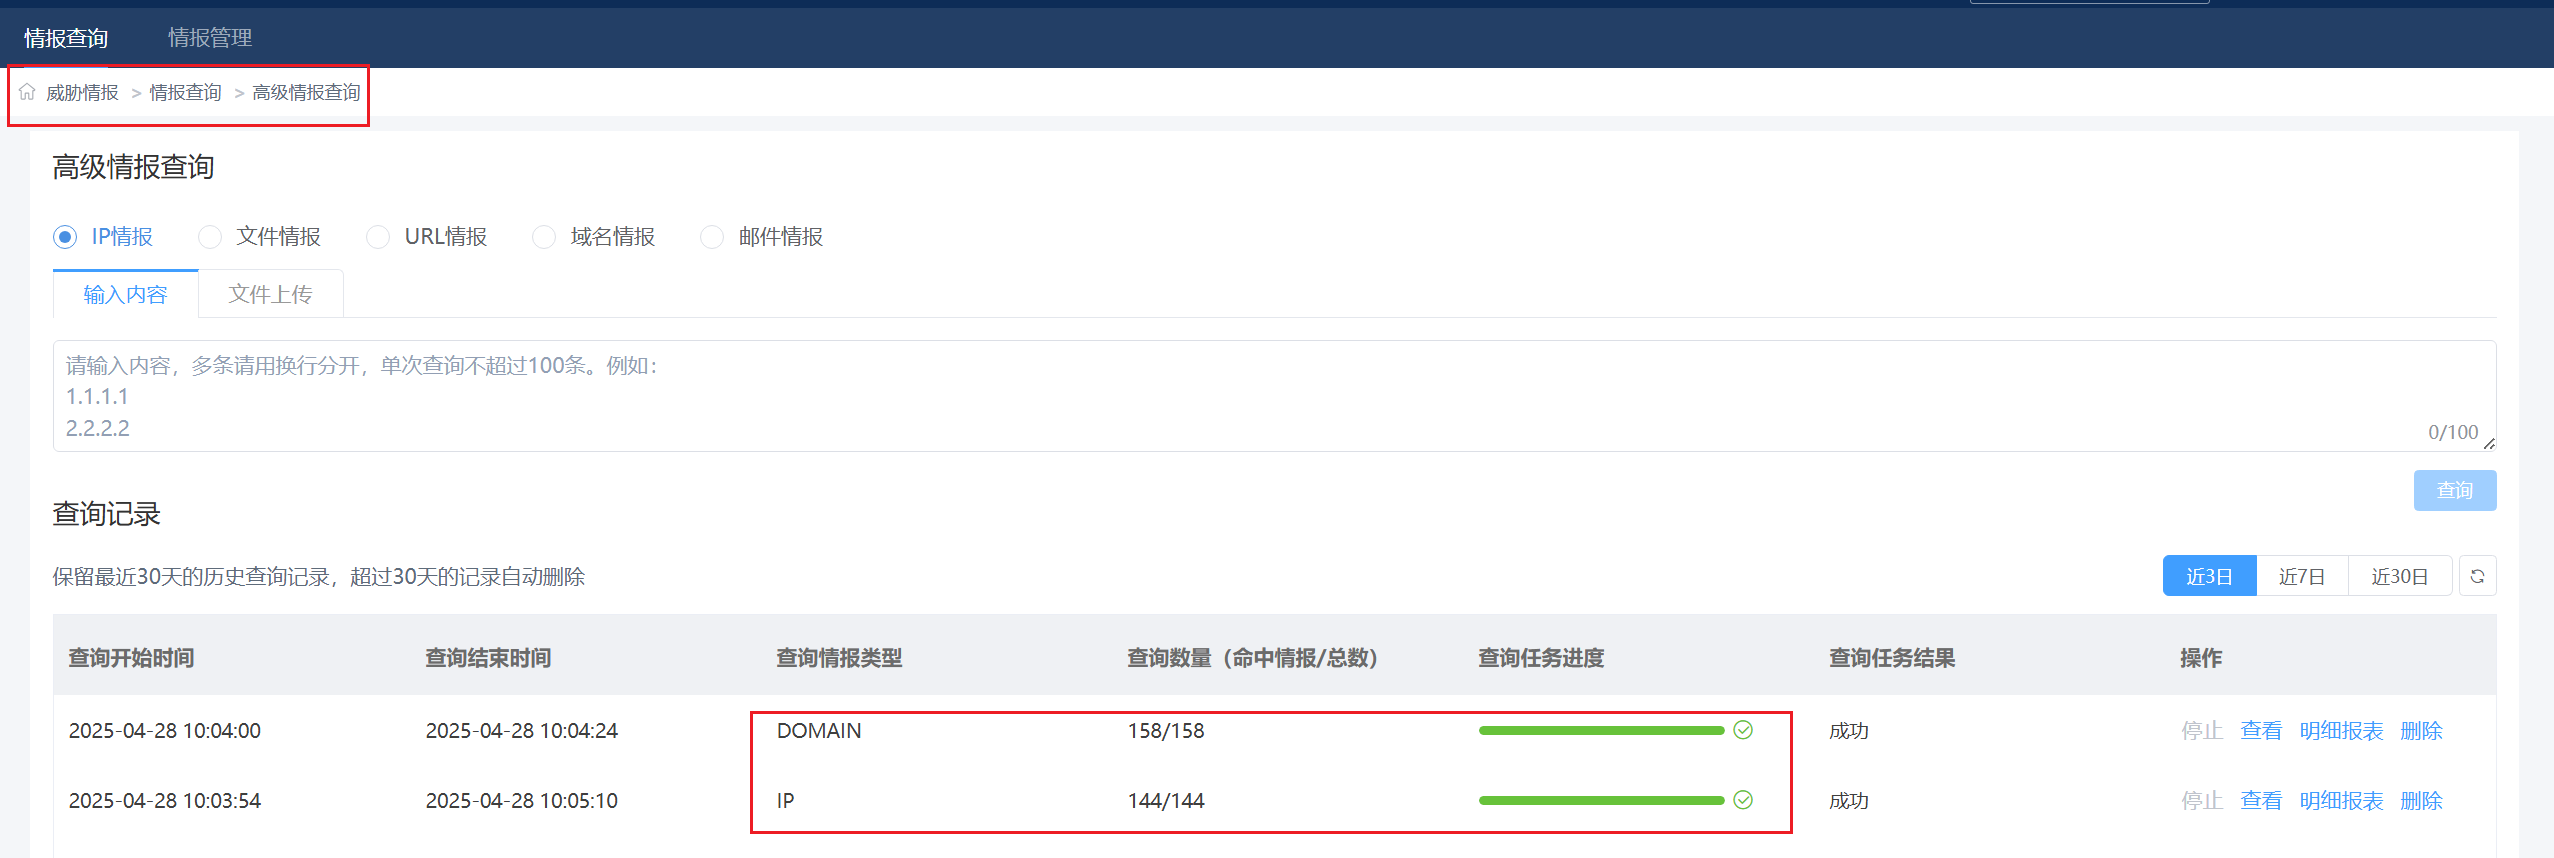 情报查询 情报管理
威胁情报 > 情报查询 > 高级情报查询
高级情报查询
IP情报 文件情报 URL情报 域名情报 邮件情报
输入内容 文件上传
请输入内容，多条请用换行分开，单次查询不超过100条。例如：
1.1.1.1
2.2.2.2
0/100
查询
查询记录
保留最近30天的历史查询记录，超过30天的记录自动删除
近3日 近7日 近30日
查询开始时间 查询结束时间 查询情报类型 查询数量（命中情报/总数） 查询任务进度 查询任务结果 操作
2025-04-28 10:04:00 2025-04-28 10:04:24 DOMAIN 158/158 成功 停止 查看 明细报表 删除
2025-04-28 10:03:54 2025-04-28 10:05:10 IP 144/144 成功 停止 查看 明细报表 删除